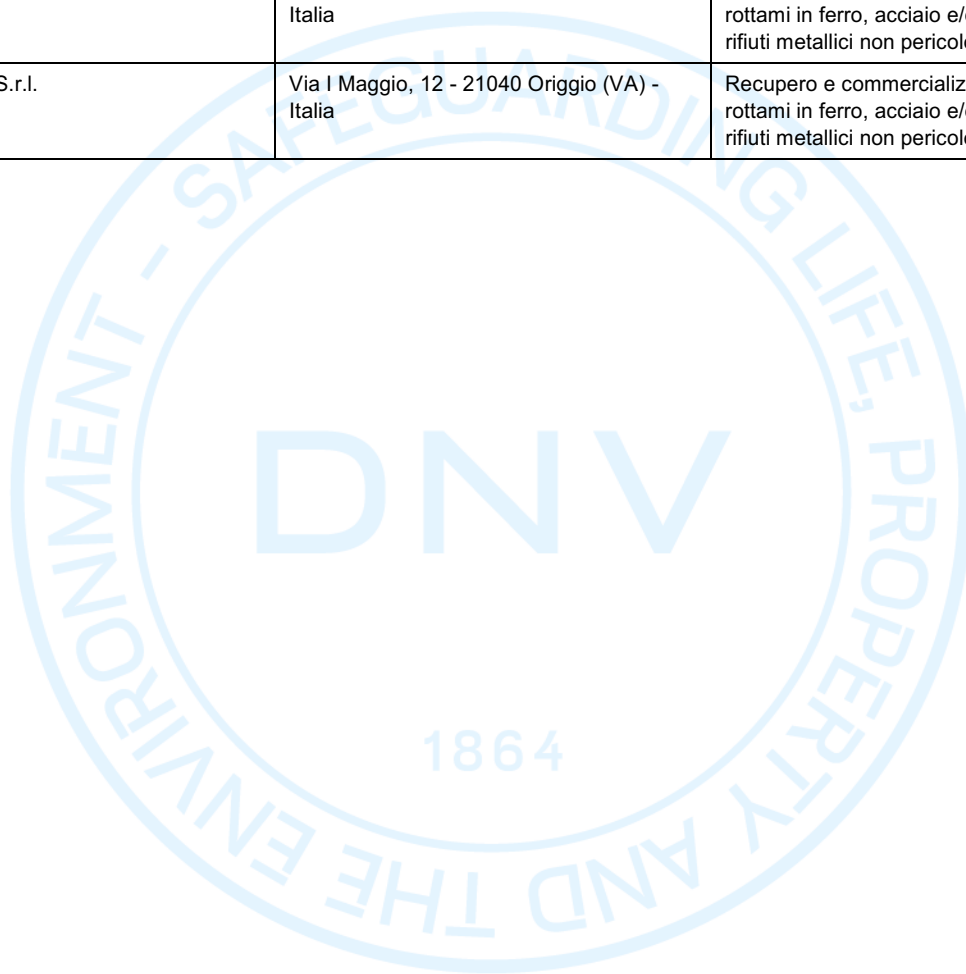 Italia
rottami in ferro, acciaio e/
rifiuti metallici non pericol
S.r.l.
Via I Maggio, 12 - 21040 Origgio (VA) -
Italia
Recupero e commercializ
rottami in ferro, acciaio e/
rifiuti metallici non pericol
SAFEGUARDING LIFE, PROPERTY AND THE ENVIRONMENT -
DNV
1864